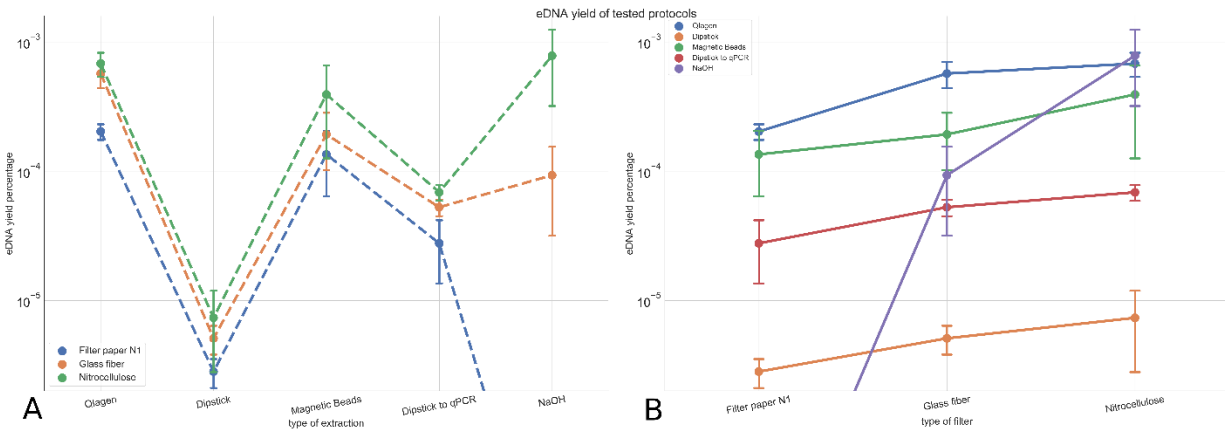 eDNA yield of tested protocols
10⁻³
10⁻⁴
10⁻⁵
eDNA yield percentage
Filter paper N1
Glass fiber
Nitrocellulose
A
Qiagen
Dipstick
Magnetic Beads
Dipstick to qPCR
NaOH
type of extraction
Qiagen
Dipstick
Magnetic Beads
Dipstick to qPCR
NaOH
10⁻³
10⁻⁴
10⁻⁵
eDNA yield percentage
B
Filter paper N1
Glass fiber
Nitrocellulose
type of filter